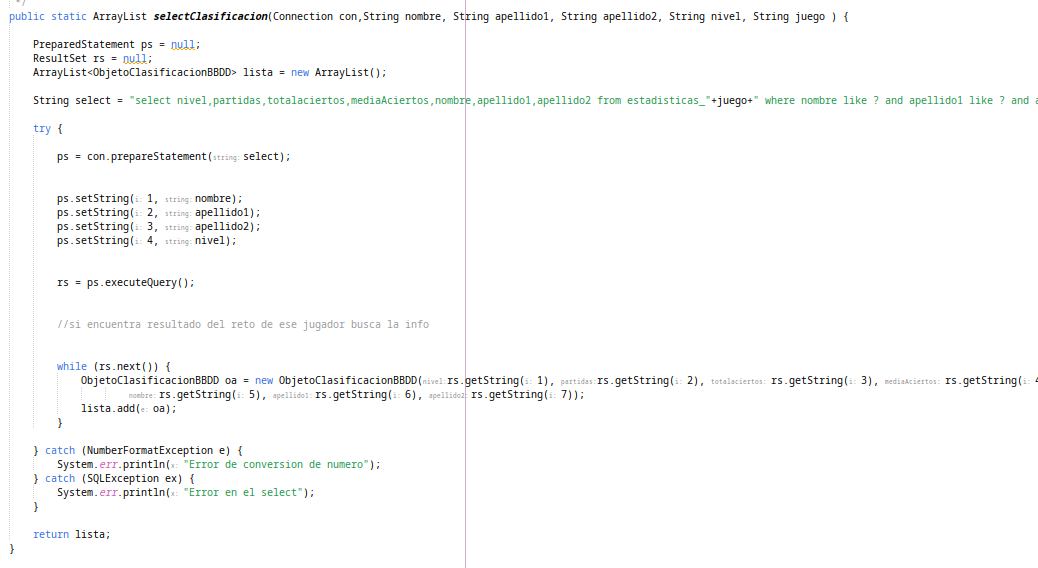 */
public static ArrayList selectClasificacion(Connection con,String nombre, String apellido1, String apellido2, String nivel, String juego ) {
PreparedStatement ps = null;
ResultSet rs = null;
ArrayList<ObjetoClasificacionBBDD> lista = new ArrayList();
String select = "select nivel,partidas,totalaciertos,mediaAciertos,nombre,apellido1,apellido2 from estadisticas_"+juego+" where nombre like ? and apellido1 like ? and a
try {
ps = con.prepareStatement(string: select);
ps.setString(i: 1, string: nombre);
ps.setString(i: 2, string: apellido1);
ps.setString(i: 3, string: apellido2);
ps.setString(i: 4, string: nivel);
rs = ps.executeQuery();
//si encuentra resultado del reto de ese jugador busca la info
while (rs.next()) {
ObjetoClasificacionBBDD oa = new ObjetoClasificacionBBDD(nivel: rs.getString(i: 1), partidas: rs.getString(i: 2), totalaciertos: rs.getString(i: 3), mediaAciertos: rs.getString(i: 4
nombre: rs.getString(i: 5), apellido1: rs.getString(i: 6), apellido2: rs.getString(i: 7));
lista.add(e: oa);
}
} catch (NumberFormatException e) {
System.err.println(x: "Error de conversion de numero");
} catch (SQLException ex) {
System.err.println(x: "Error en el select");
}
return lista;
}